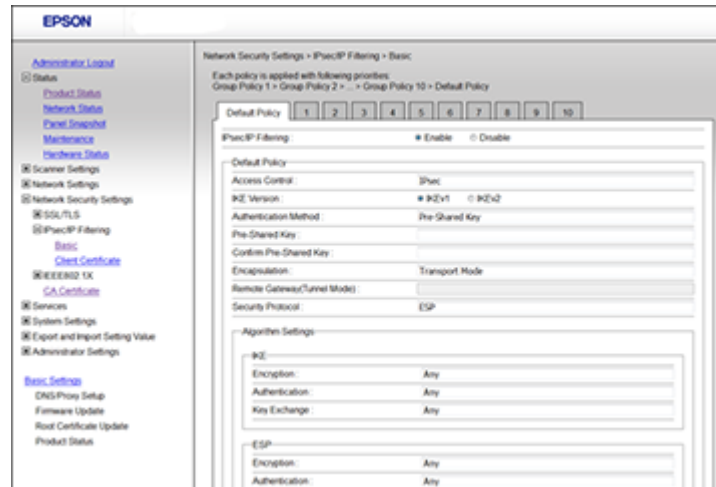 EPSON
Administrator Logout
Status
Product Status
Network Status
Panel Snapshot
Maintenance
Hardware Status
Scanner Settings
Network Settings
Network Security Settings
SSL/TLS
IPsec/IP Filtering
Basic
Client Certificate
IEEE802.1X
CA Certificate
Services
System Settings
Export and Import Setting Value
Administrator Settings
Basic Settings
DNS/Proxy Setup
Firmware Update
Root Certificate Update
Product Status
Network Security Settings > IPsec/IP Filtering > Basic
Each policy is applied with following priorities:
Group Policy 1 > Group Policy 2 > ... > Group Policy 10 > Default Policy
Default Policy 1 2 3 4 5 6 7 8 9 10
IPsec/IP Filtering : Enable Disable
Default Policy
Access Control : IPsec
IKE Version : IKEv1 IKEv2
Authentication Method : Pre-Shared Key
Pre-Shared Key :
Confirm Pre-Shared Key :
Encapsulation : Transport Mode
Remote Gateway(Tunnel Mode) :
Security Protocol : ESP
Algorithm Settings
IKE
Encryption : Any
Authentication : Any
Key Exchange : Any
ESP
Encryption : Any
Authentication : Any